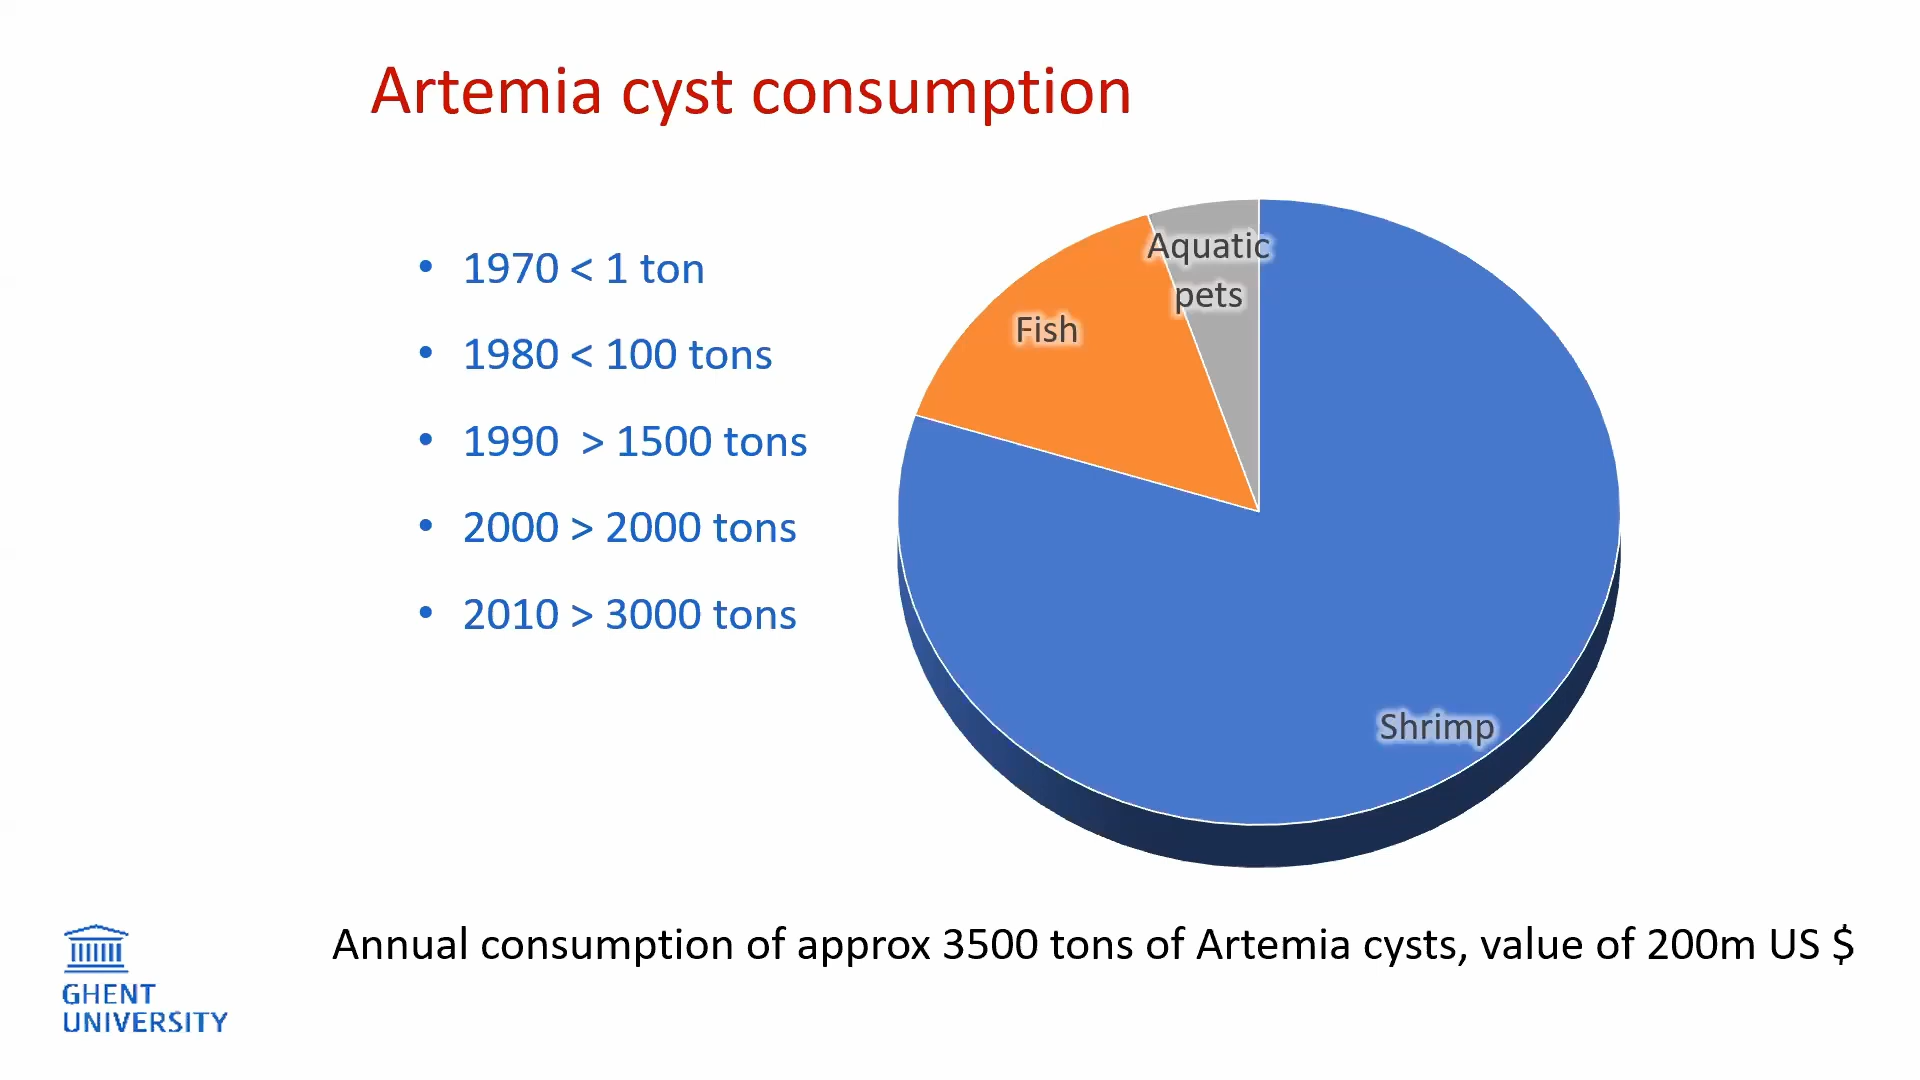 Artemia cyst consumption
• 1970 < 1 ton
• 1980 < 100 tons
• 1990  > 1500 tons
• 2000 > 2000 tons
• 2010 > 3000 tons
Aquatic
pets
Fish
Shrimp
Annual consumption of approx 3500 tons of Artemia cysts, value of 200m US $
GHENT
UNIVERSITY